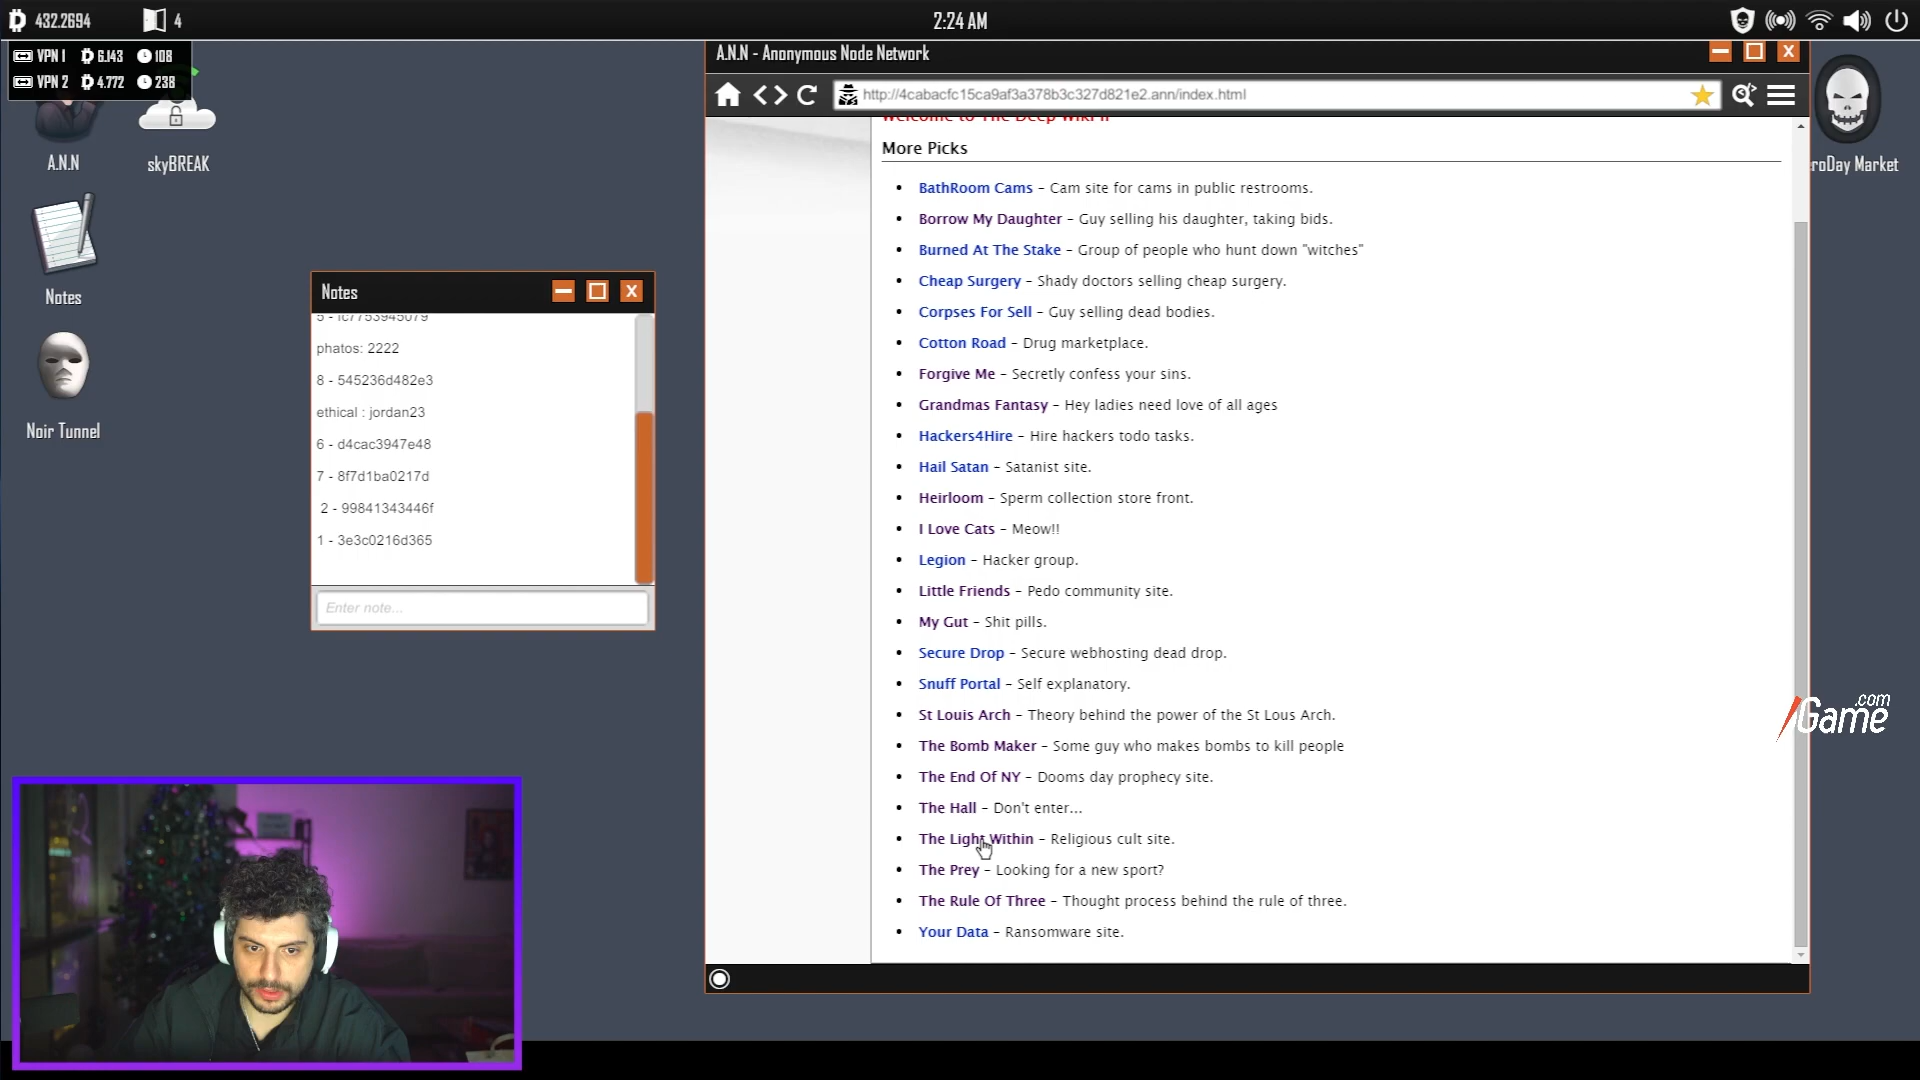 432.2694
4
2:24 AM
VPN 1 6.143 108
VPN 2 4.772 238
A.N.N
skyBREAK
Notes
Noir Tunnel
Notes
5 - fc7753945079
photos: 2222
8 - 545236d482e3
ethical : jordan23
6 - d4cac3947e48
7 - 8f7d1ba0217d
2 - 99841343446f
1 - 3e3c0216d365
Enter note...
A.N.N - Anonymous Node Network
http://4cabacfc15ca9af3a378b3c327d821e2.ann/index.html
Welcome to The Deep Wiki II
More Picks
• BathRoom Cams - Cam site for cams in public restrooms.
• Borrow My Daughter - Guy selling his daughter, taking bids.
• Burned At The Stake - Group of people who hunt down "witches"
• Cheap Surgery - Shady doctors selling cheap surgery.
• Corpses For Sell - Guy selling dead bodies.
• Cotton Road - Drug marketplace.
• Forgive Me - Secretly confess your sins.
• Grandmas Fantasy - Hey ladies need love of all ages
• Hackers4Hire - Hire hackers todo tasks.
• Hail Satan - Satanist site.
• Heirloom - Sperm collection store front.
• I Love Cats - Meow!!
• Legion - Hacker group.
• Little Friends - Pedo community site.
• My Gut - Shit pills.
• Secure Drop - Secure webhosting dead drop.
• Snuff Portal - Self explanatory.
• St Louis Arch - Theory behind the power of the St Lous Arch.
• The Bomb Maker - Some guy who makes bombs to kill people
• The End Of NY - Dooms day prophecy site.
• The Hall - Don't enter...
• The Light Within - Religious cult site.
• The Prey - Looking for a new sport?
• The Rule Of Three - Thought process behind the rule of three.
• Your Data - Ransomware site.
roDay Market
Game.com